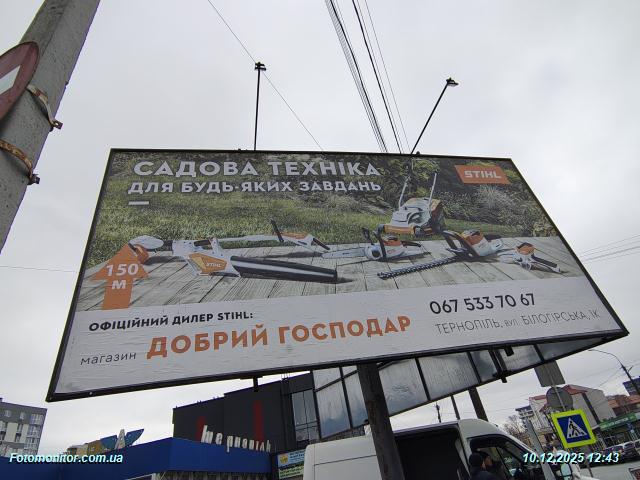 САДОВА ТЕХНІКА
ДЛЯ БУДЬ-ЯКИХ ЗАВДАНЬ
STIHL
150
М
STIHL
ОФІЦІЙНИЙ ДИЛЕР STIHL:
магазин ДОБРИЙ ГОСПОДАР
067 533 70 67
ТЕРНОПІЛЬ, вул. БІЛОГІРСЬКА, 1К
Fotomonitor.com.ua
10.12.2025 12:43